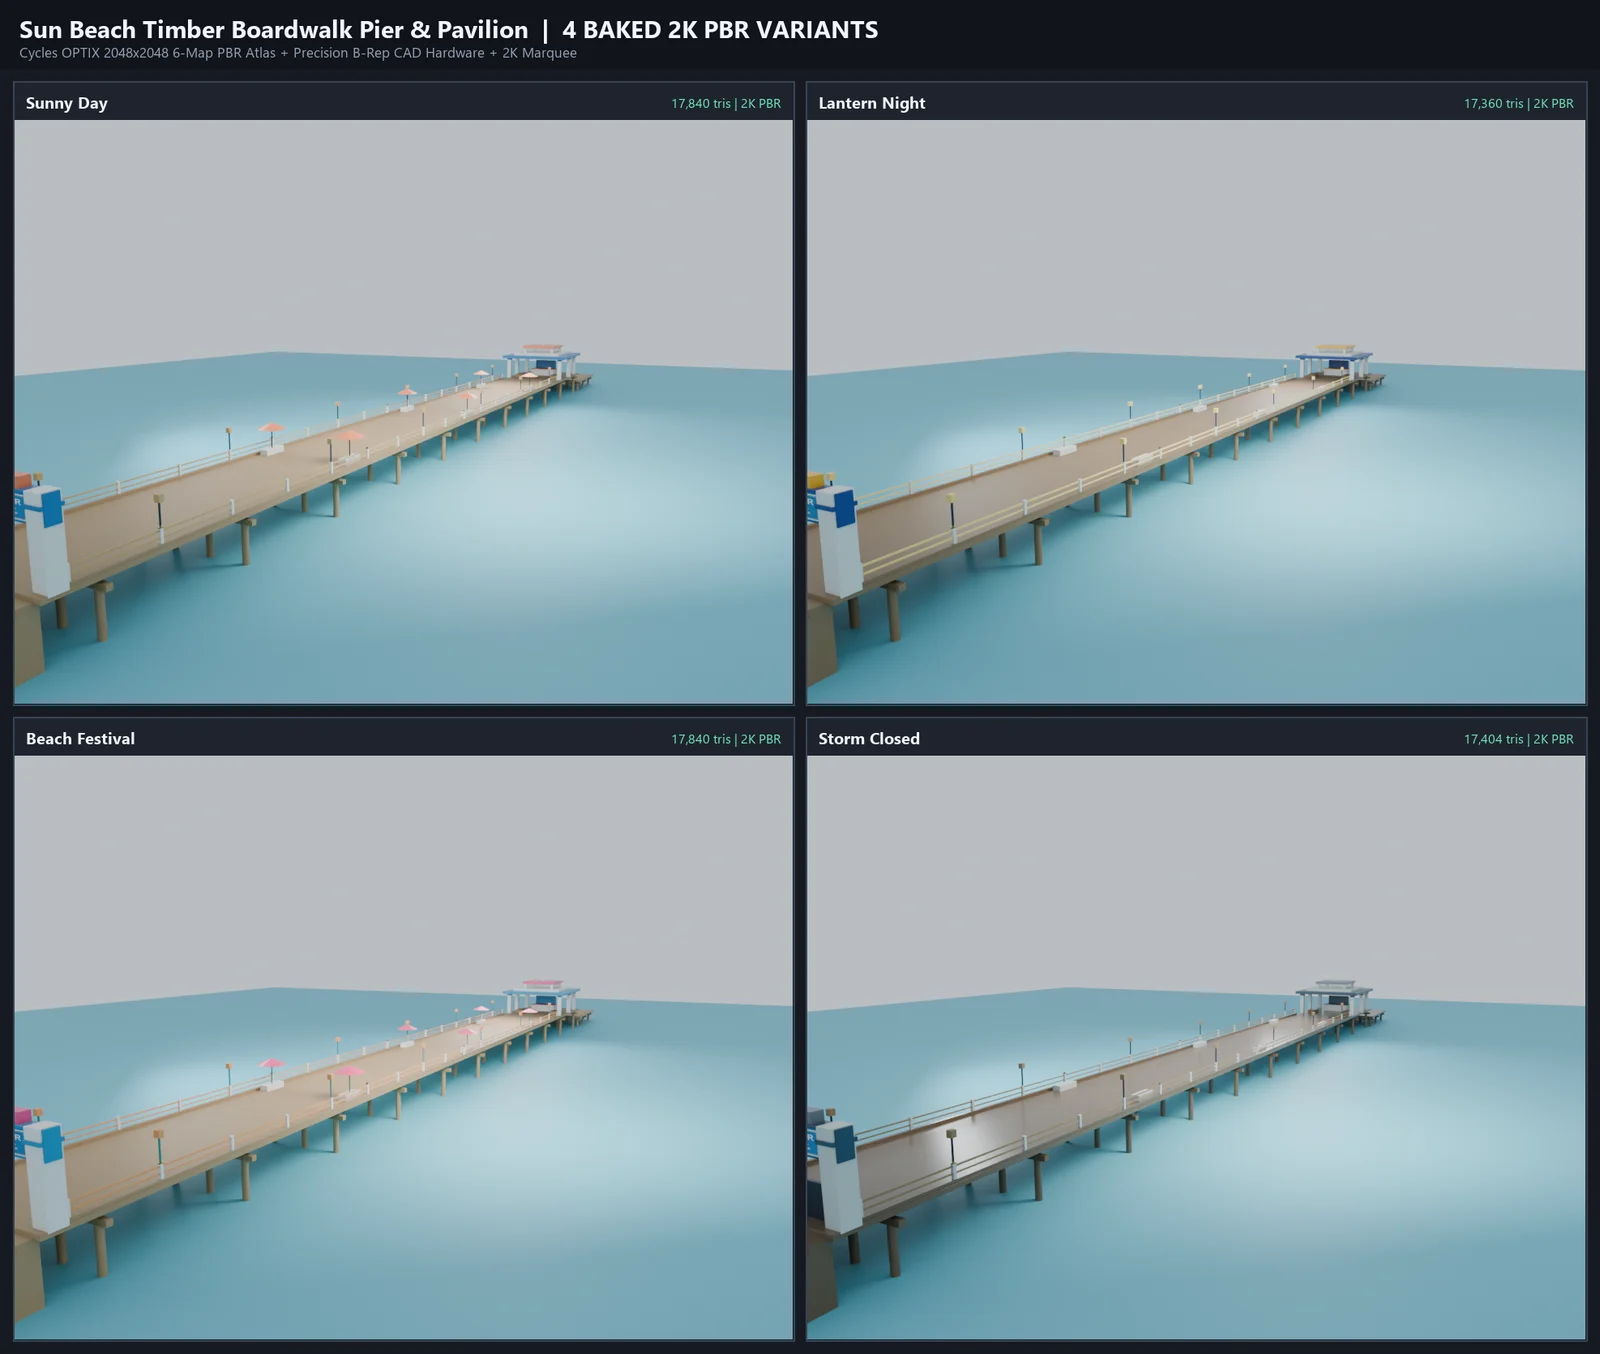 Sun Beach Timber Boardwalk Pier & Pavilion | 4 BAKED 2K PBR VARIANTS
Cycles OPTIX 2048x2048 6-Map PBR Atlas + Precision B-Rep CAD Hardware + 2K Marquee
Sunny Day
17,840 tris | 2K PBR
Lantern Night
17,360 tris | 2K PBR
Beach Festival
17,840 tris | 2K PBR
Storm Closed
17,404 tris | 2K PBR